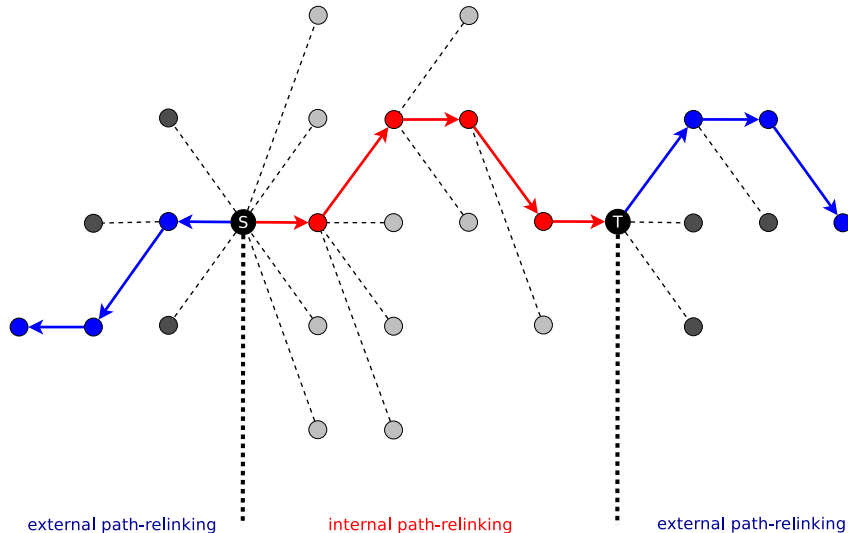 S
T
external path-relinking
internal path-relinking
external path-relinking